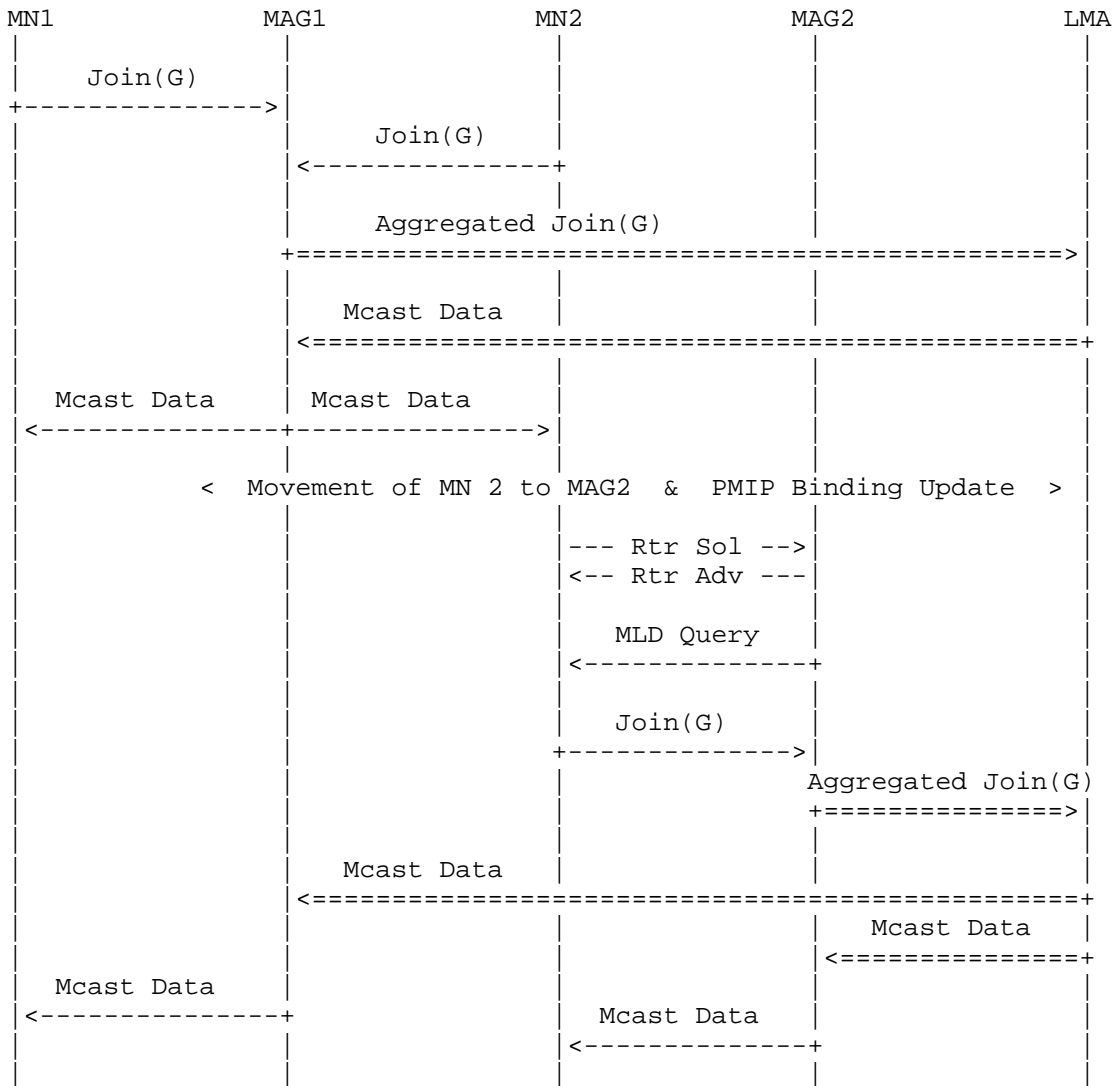 MN1 MAG1 MN2 MAG2 LMA
Join(G)
Join(G)
Aggregated Join(G)
Mcast Data
Mcast Data Mcast Data
< Movement of MN 2 to MAG2 & PMIP Binding Update >
--- Rtr Sol -->
<-- Rtr Adv ---
MLD Query
Join(G)
Aggregated Join(G)
Mcast Data
Mcast Data
Mcast Data
Mcast Data